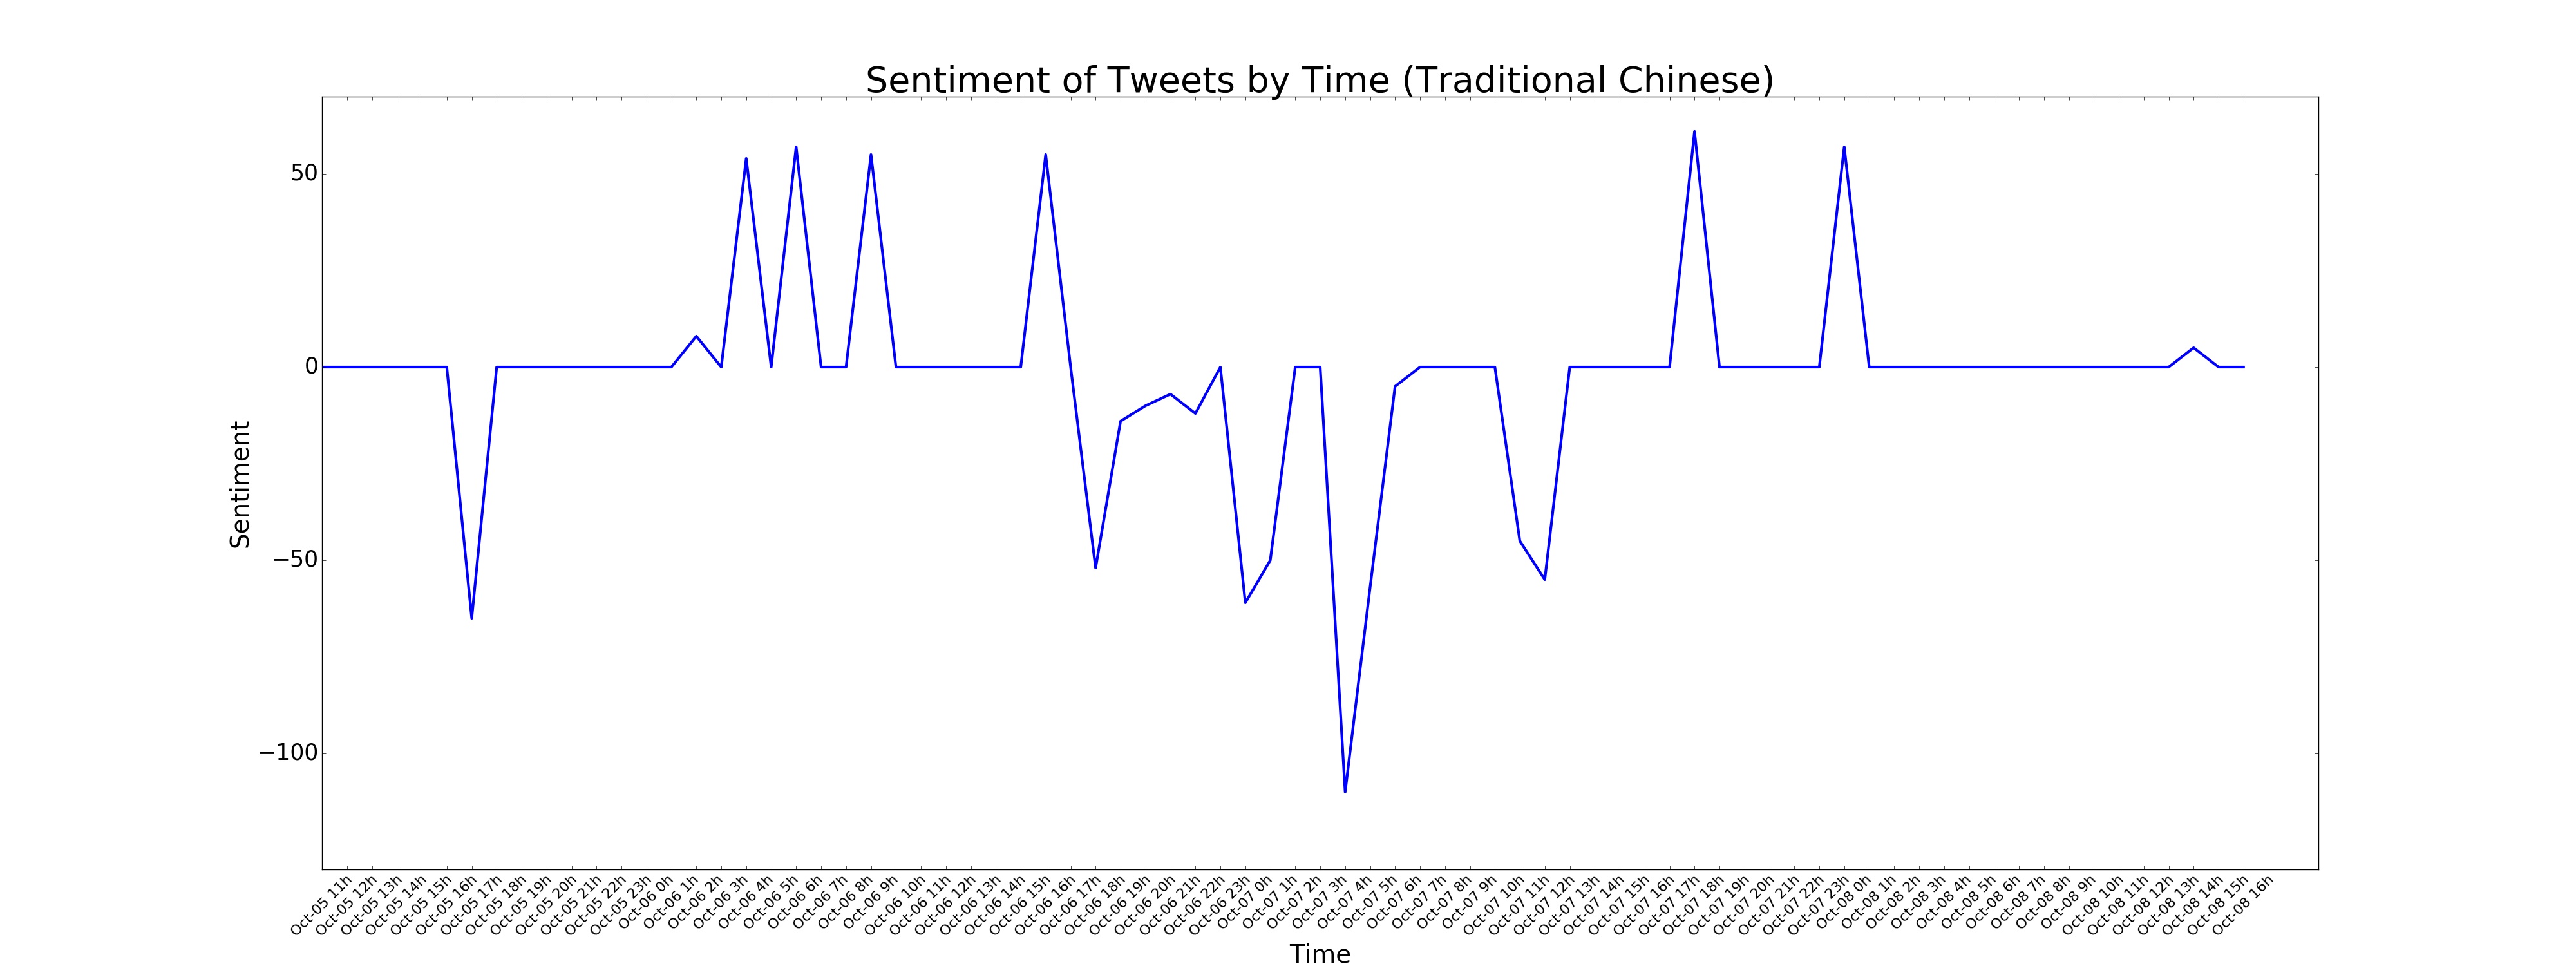 Sentiment of Tweets by Time (Traditional Chinese)
50
0
−50
−100
Sentiment
Oct-05 11h
Oct-05 12h
Oct-05 13h
Oct-05 14h
Oct-05 15h
Oct-05 16h
Oct-05 17h
Oct-05 18h
Oct-05 19h
Oct-05 20h
Oct-05 21h
Oct-05 22h
Oct-05 23h
Oct-06 0h
Oct-06 1h
Oct-06 2h
Oct-06 3h
Oct-06 4h
Oct-06 5h
Oct-06 6h
Oct-06 7h
Oct-06 8h
Oct-06 9h
Oct-06 10h
Oct-06 11h
Oct-06 12h
Oct-06 13h
Oct-06 14h
Oct-06 15h
Oct-06 16h
Oct-06 17h
Oct-06 18h
Oct-06 19h
Oct-06 20h
Oct-06 21h
Oct-06 22h
Oct-06 23h
Oct-07 0h
Oct-07 1h
Oct-07 2h
Oct-07 3h
Oct-07 4h
Oct-07 5h
Oct-07 6h
Oct-07 7h
Oct-07 8h
Oct-07 9h
Oct-07 10h
Oct-07 11h
Oct-07 12h
Oct-07 13h
Oct-07 14h
Oct-07 15h
Oct-07 16h
Oct-07 17h
Oct-07 18h
Oct-07 19h
Oct-07 20h
Oct-07 21h
Oct-07 22h
Oct-07 23h
Oct-08 0h
Oct-08 1h
Oct-08 2h
Oct-08 3h
Oct-08 4h
Oct-08 5h
Oct-08 6h
Oct-08 7h
Oct-08 8h
Oct-08 9h
Oct-08 10h
Oct-08 11h
Oct-08 12h
Oct-08 13h
Oct-08 14h
Oct-08 15h
Oct-08 16h
Time